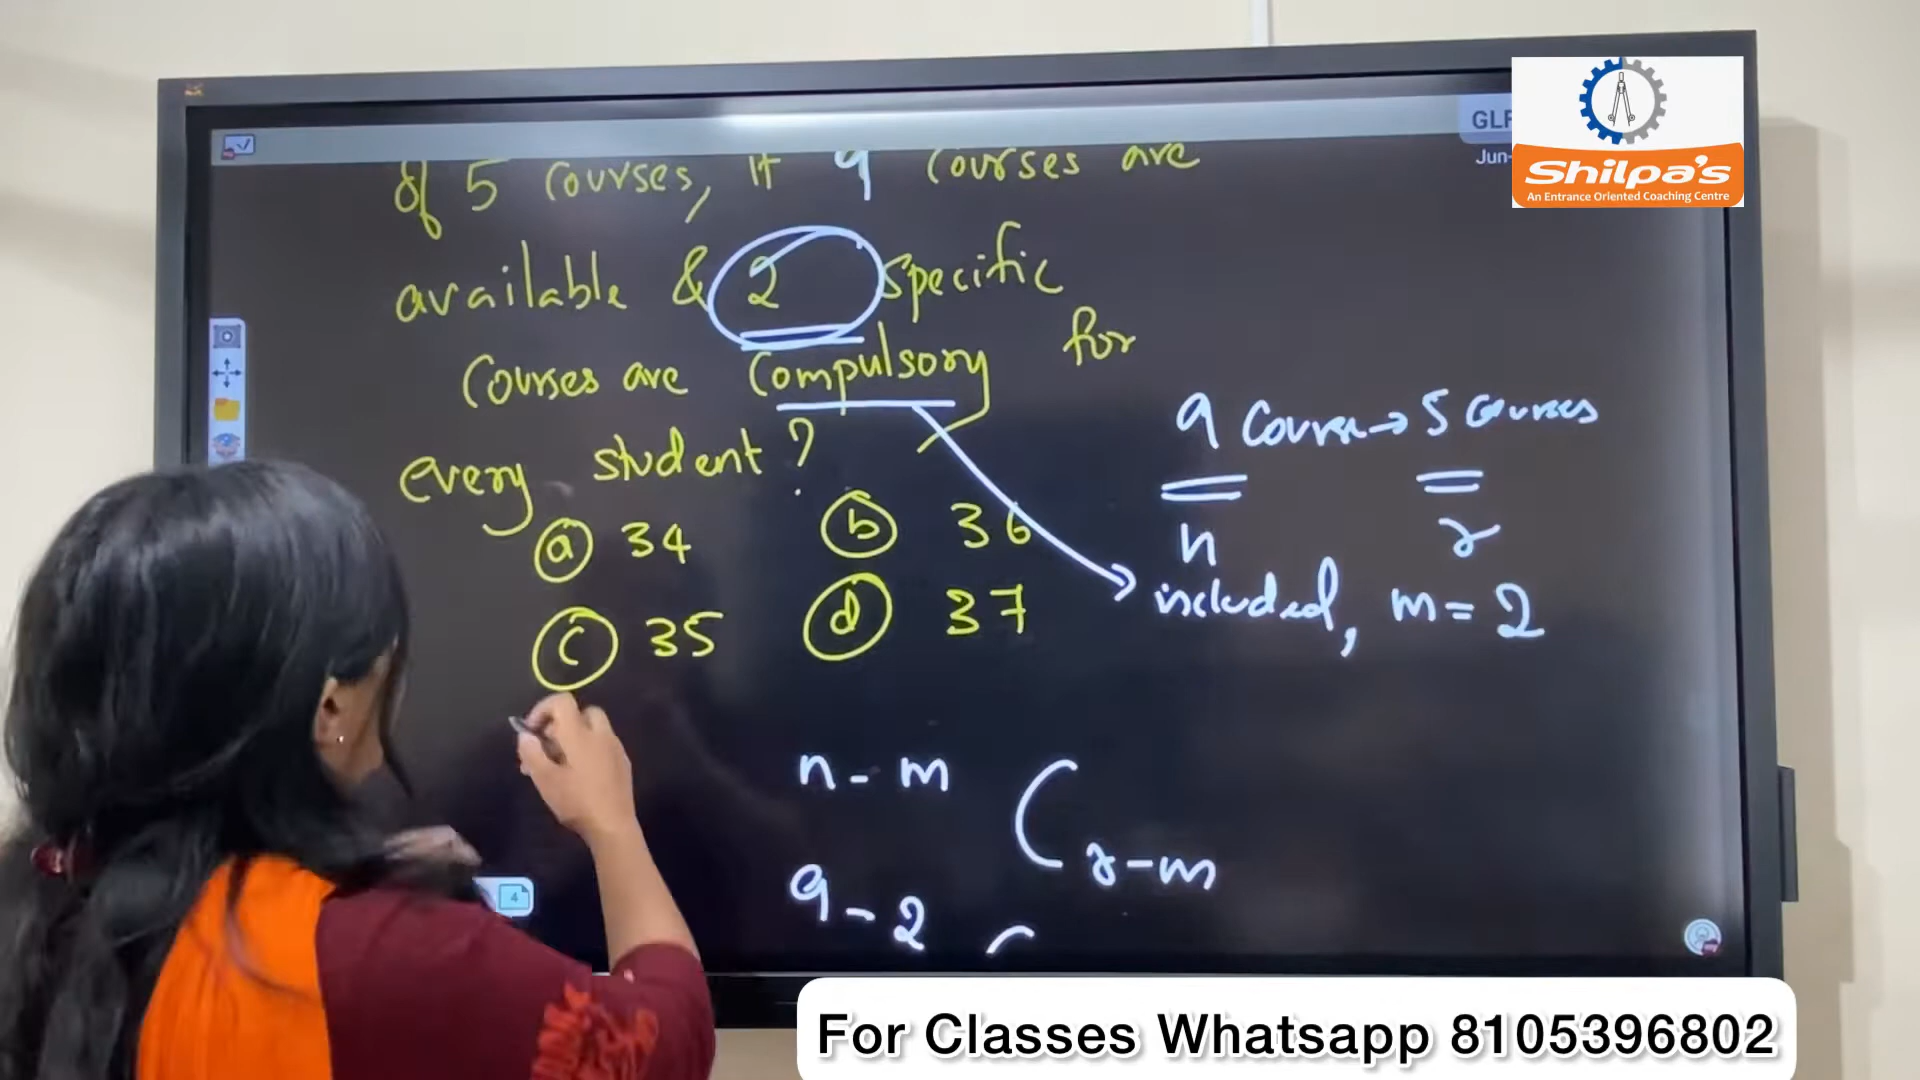 GLF
Jun-
Shilpa's
An Entrance Oriented Coaching Centre
of 5 courses, If 9 courses are
available & 2 specific
courses are compulsory for
every student?
a 34 b 36
c 35 d 37
9 course → 5 courses
n r
included, m = 2
n - m C r - m
9 - 2
4
For Classes Whatsapp 8105396802